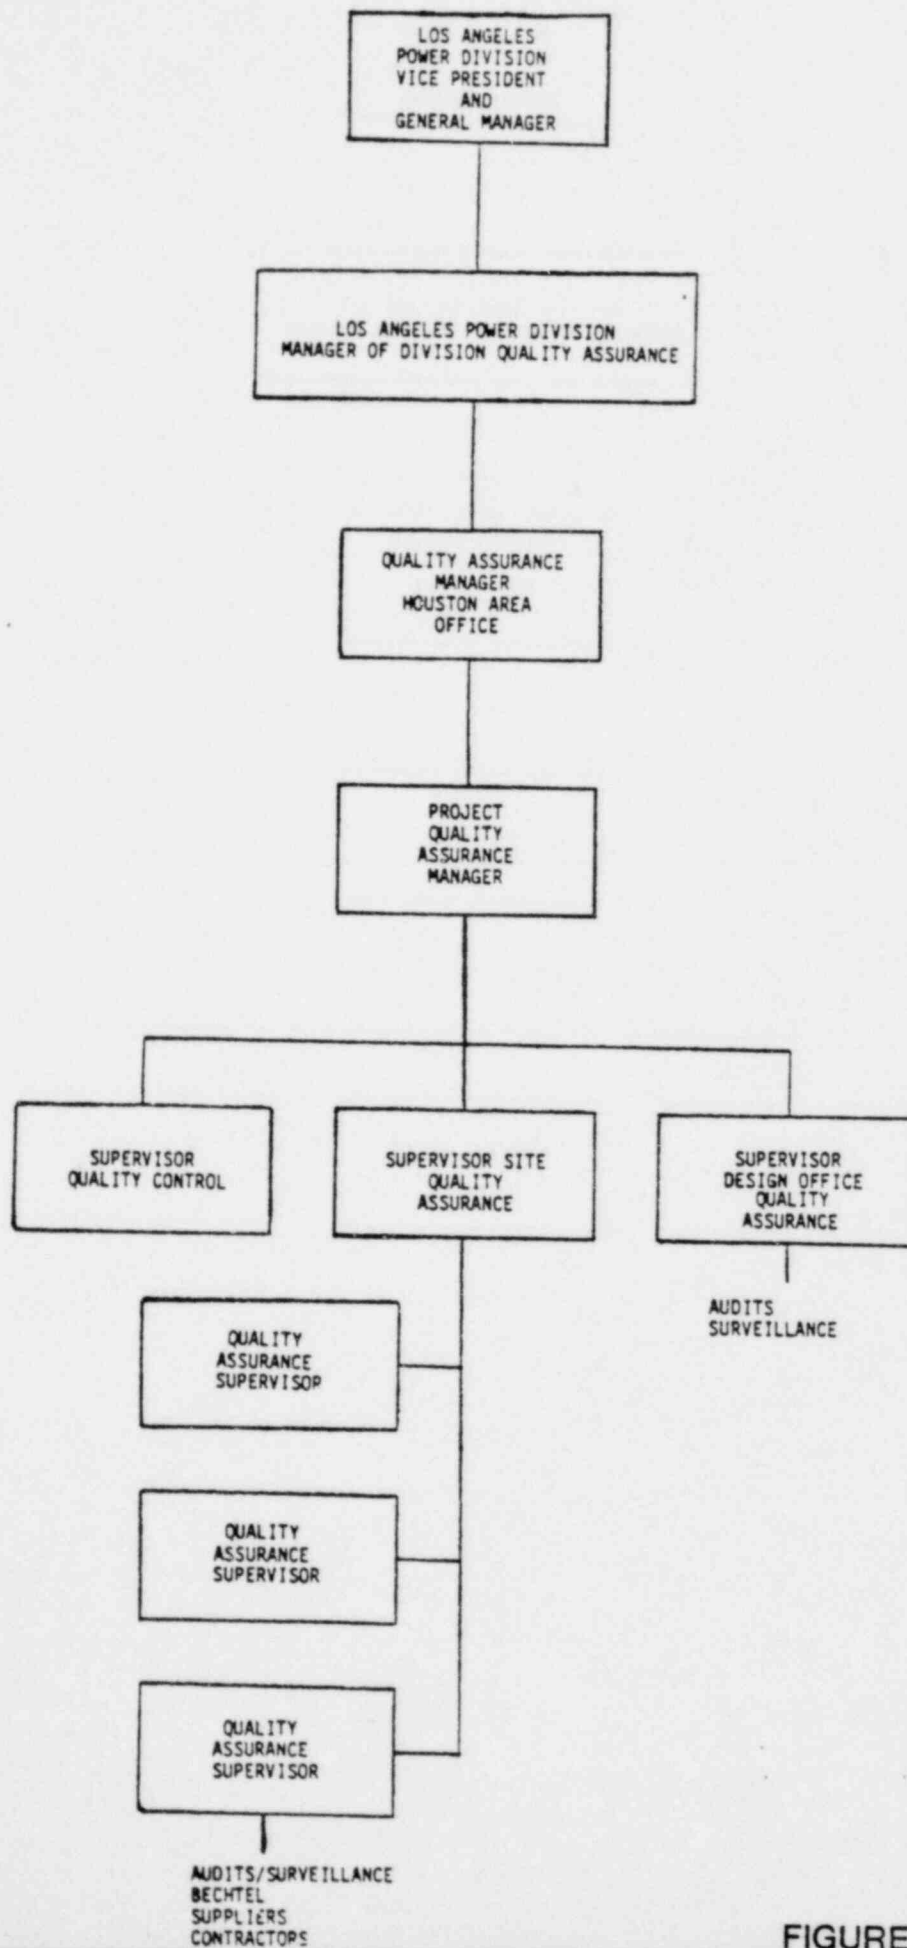 LOS ANGELES
POWER DIVISION
VICE PRESIDENT
AND
GENERAL MANAGER
LOS ANGELES POWER DIVISION
MANAGER OF DIVISION QUALITY ASSURANCE
QUALITY ASSURANCE
MANAGER
HOUSTON AREA
OFFICE
PROJECT
QUALITY
ASSURANCE
MANAGER
SUPERVISOR
QUALITY CONTROL
SUPERVISOR SITE
QUALITY
ASSURANCE
SUPERVISOR
DESIGN OFFICE
QUALITY
ASSURANCE
AUDITS
SURVEILLANCE
QUALITY
ASSURANCE
SUPERVISOR
QUALITY
ASSURANCE
SUPERVISOR
QUALITY
ASSURANCE
SUPERVISOR
AUDITS/SURVEILLANCE
BECHTEL
SUPPLIERS
CONTRACTORS
FIGURE